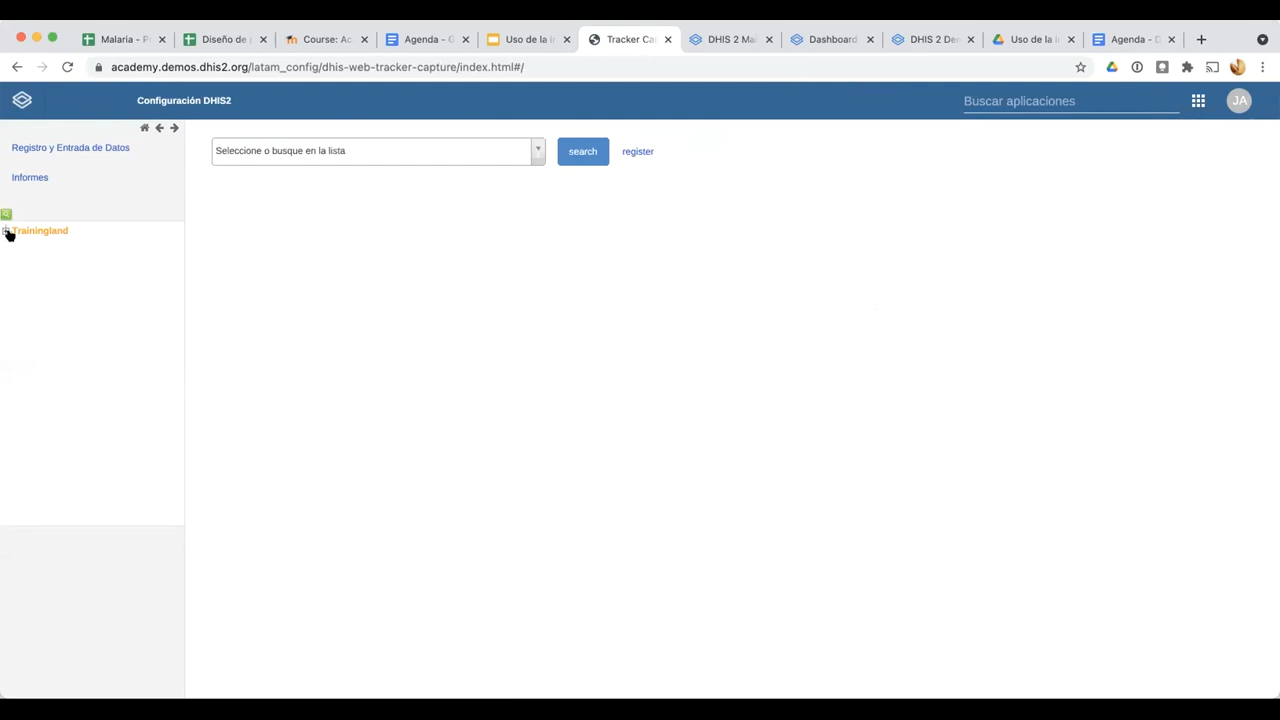 Malaria - P
Diseño de
Course: Ac
Agenda - G
Uso de la i
Tracker Ca
DHIS 2 Mai
Dashboard
DHIS 2 De
Uso de la i
Agenda - D
academy.demos.dhis2.org/latam_config/dhis-web-tracker-capture/index.html#/
Configuración DHIS2
Buscar aplicaciones
JA
Registro y Entrada de Datos
Seleccione o busque en la lista
search
register
Informes
Trainingland